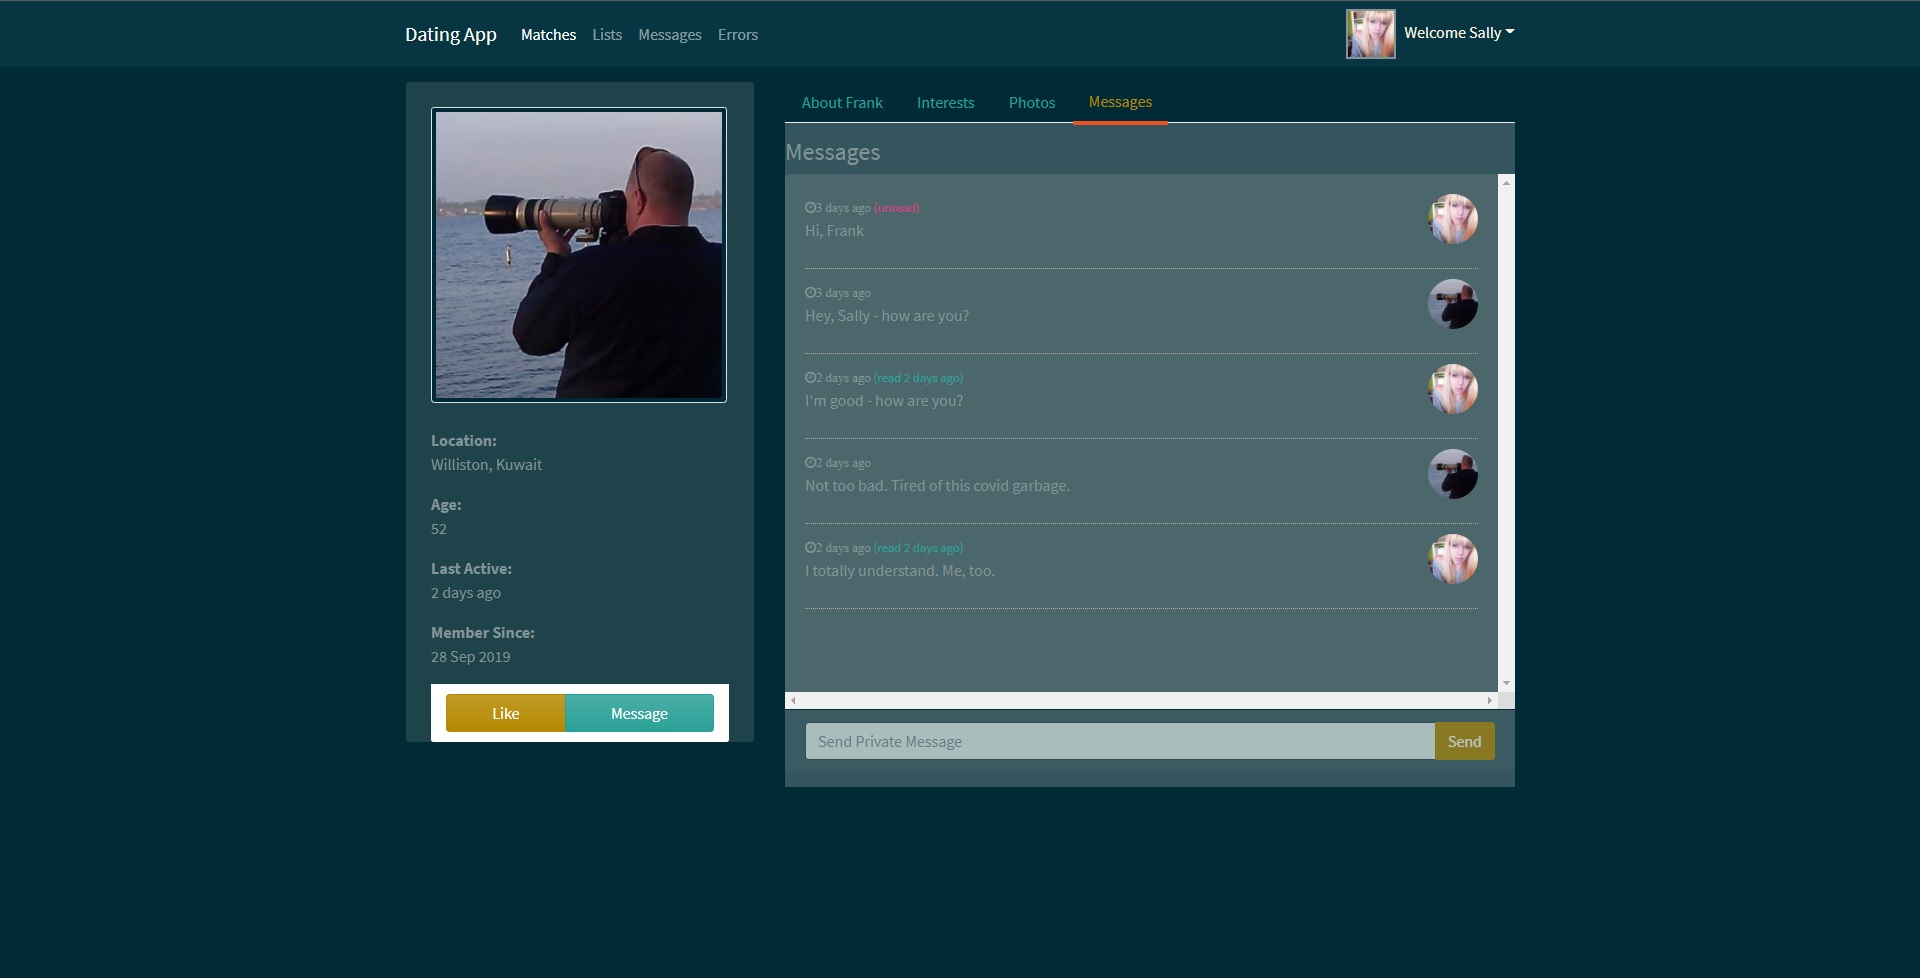 Dating App Matches Lists Messages Errors Welcome Sally
About Frank Interests Photos Messages
Location:
Williston, Kuwait
Age:
52
Last Active:
2 days ago
Member Since:
28 Sep 2019
Like Message
Messages
3 days ago (unread)
Hi, Frank
3 days ago
Hey, Sally - how are you?
2 days ago (read 2 days ago)
I'm good - how are you?
2 days ago
Not too bad. Tired of this covid garbage.
2 days ago (read 2 days ago)
I totally understand. Me, too.
Send Private Message Send